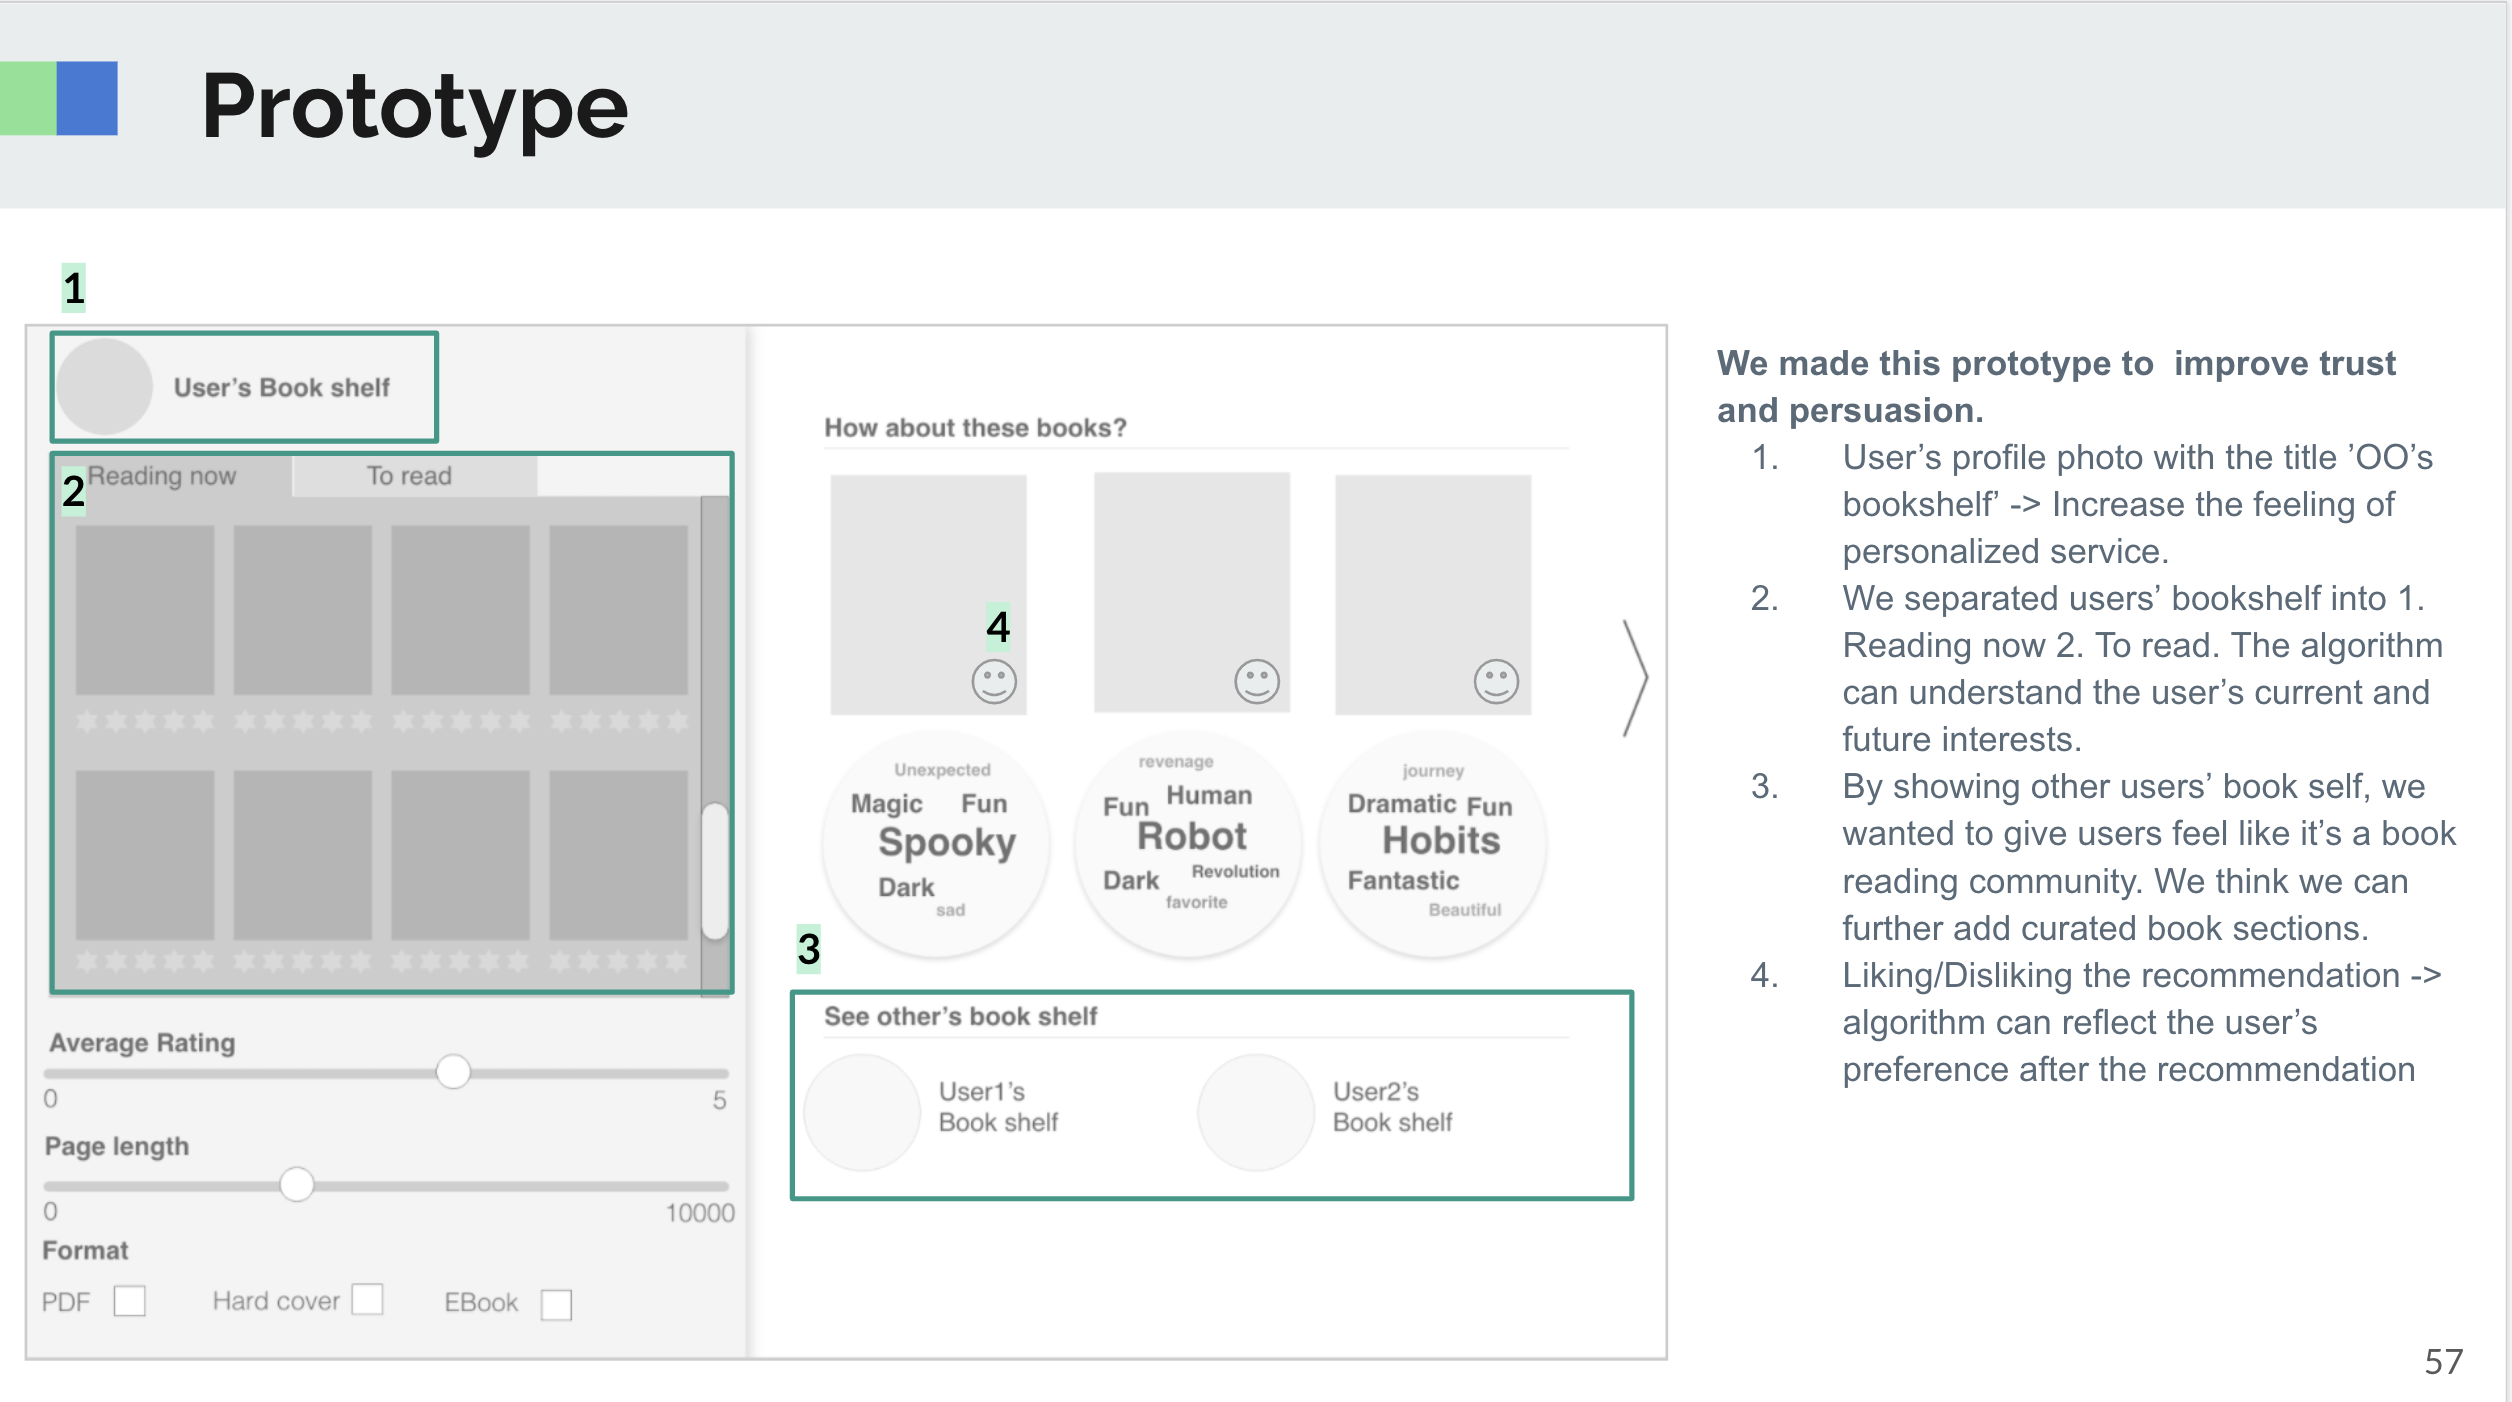 Prototype
1
User’s Book shelf
2
Reading now
To read
Average Rating
0
5
Page length
0
10000
Format
PDF
Hard cover
EBook
How about these books?
4
Unexpected
Magic Fun
Spooky
Dark
sad
revenage
Fun Human
Robot
Dark Revolution
favorite
journey
Dramatic Fun
Hobits
Fantastic
Beautiful
3
See other’s book shelf
User1’s
Book shelf
User2’s
Book shelf
We made this prototype to  improve trust
and persuasion.
1. User’s profile photo with the title ’OO’s
bookshelf’ -> Increase the feeling of
personalized service.
2. We separated users’ bookshelf into 1.
Reading now 2. To read. The algorithm
can understand the user’s current and
future interests.
3. By showing other users’ book self, we
wanted to give users feel like it’s a book
reading community. We think we can
further add curated book sections.
4. Liking/Disliking the recommendation ->
algorithm can reflect the user’s
preference after the recommendation
57